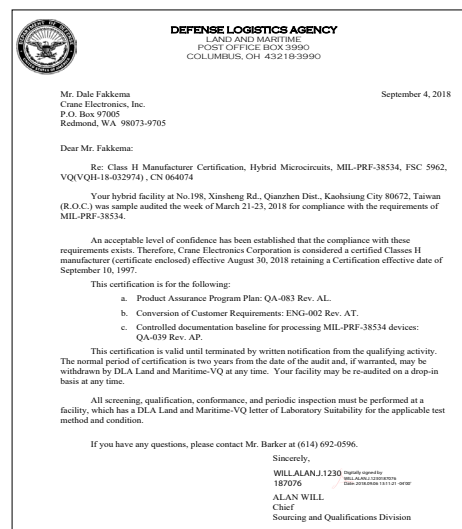 DEFENSE LOGISTICS AGENCY
LAND AND MARITIME
POST OFFICE BOX 3990
COLUMBUS, OH 43218-3990
Mr. Dale Fakkema September 4, 2018
Crane Electronics, Inc.
P.O. Box 97005
Redmond, WA 98073-9705
Dear Mr. Fakkema:
Re: Class H Manufacturer Certification, Hybrid Microcircuits, MIL-PRF-38534, FSC 5962,
VQ(VQH-18-032974) , CN 064074
Your hybrid facility at No.198, Xinsheng Rd., Qianzhen Dist., Kaohsiung City 80672, Taiwan
(R.O.C.) was sample audited the week of March 21-23, 2018 for compliance with the requirements of
MIL-PRF-38534.
An acceptable level of confidence has been established that the compliance with these
requirements exists. Therefore, Crane Electronics Corporation is considered a certified Classes H
manufacturer (certificate enclosed) effective August 30, 2018 retaining a Certification effective date of
September 10, 1997.
This certification is for the following:
a. Product Assurance Program Plan: QA-083 Rev. AL.
b. Conversion of Customer Requirements: ENG-002 Rev. AT.
c. Controlled documentation baseline for processing MIL-PRF-38534 devices:
QA-039 Rev. AP.
This certification is valid until terminated by written notification from the qualifying activity.
The normal period of certification is two years from the date of the audit and, if warranted, may be
withdrawn by DLA Land and Maritime-VQ at any time. Your facility may be re-audited on a drop-in
basis at any time.
All screening, qualification, conformance, and periodic inspection must be performed at a
facility, which has a DLA Land and Maritime-VQ letter of Laboratory Suitability for the applicable test
method and condition.
If you have any questions, please contact Mr. Barker at (614) 692-0596.
Sincerely,
WILL.ALAN.J.1230 Digitally signed by
187076 WILL.ALAN.J.1230187076
Date: 2018.09.06 13:11:21 -04'00'
ALAN WILL
Chief
Sourcing and Qualifications Division